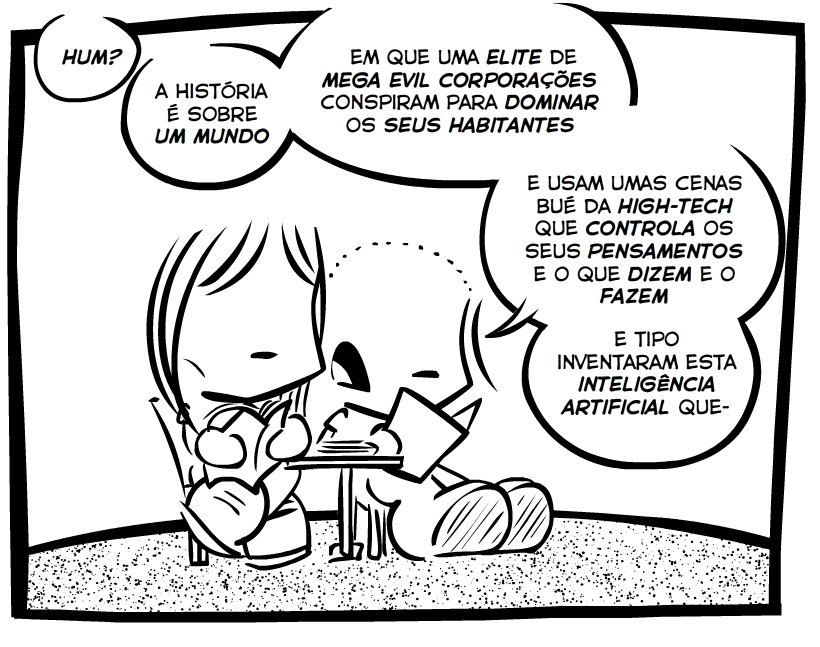 HUM?
A HISTÓRIA
É SOBRE
UM MUNDO
EM QUE UMA ELITE DE
MEGA EVIL CORPORAÇÕES
CONSPIRAM PARA DOMINAR
OS SEUS HABITANTES
E USAM UMAS CENAS
BUÉ DA HIGH-TECH
QUE CONTROLA OS
SEUS PENSAMENTOS
E O QUE DIZEM E O
FAZEM
E TIPO
INVENTARAM ESTA
INTELIGÊNCIA
ARTIFICIAL QUE-